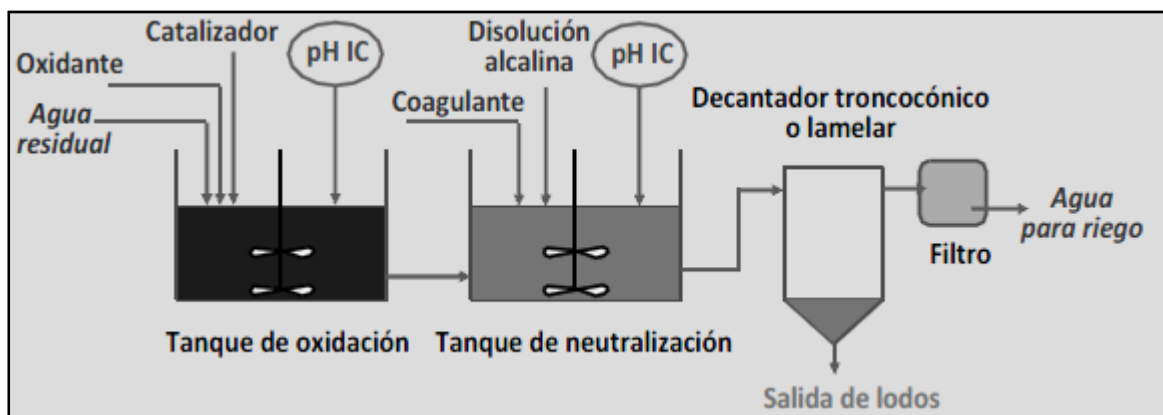 Catalizador
pH IC
Oxidante
Agua
residual
Disolución
alcalina
pH IC
Coagulante
Decantador troncocónico
o lamelar
Agua
para riego
Filtro
Tanque de oxidación
Tanque de neutralización
Salida de lodos